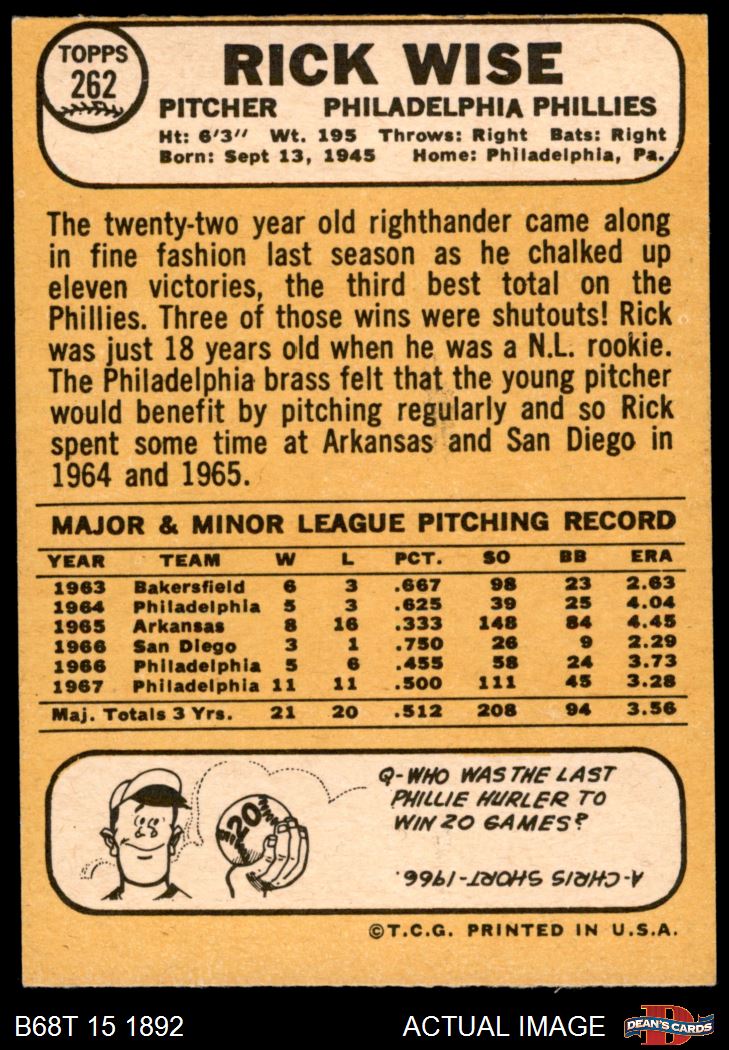 TOPPS
262
RICK WISE
PITCHER PHILADELPHIA PHILLIES
Ht: 6'3" Wt. 195 Throws: Right Bats: Right
Born: Sept 13, 1945 Home: Philadelphia, Pa.
The twenty-two year old righthander came along
in fine fashion last season as he chalked up
eleven victories, the third best total on the
Phillies. Three of those wins were shutouts! Rick
was just 18 years old when he was a N.L. rookie.
The Philadelphia brass felt that the young pitcher
would benefit by pitching regularly and so Rick
spent some time at Arkansas and San Diego in
1964 and 1965.
MAJOR & MINOR LEAGUE PITCHING RECORD
YEAR TEAM W L PCT. SO BB ERA
1963 Bakersfield 6 3 .667 98 23 2.63
1964 Philadelphia 5 3 .625 39 25 4.04
1965 Arkansas 8 16 .333 148 84 4.45
1966 San Diego 3 1 .750 26 9 2.29
1966 Philadelphia 5 6 .455 58 24 3.73
1967 Philadelphia 11 11 .500 111 45 3.28
Maj. Totals 3 Yrs. 21 20 .512 208 94 3.56
20
Q-WHO WAS THE LAST
PHILLIE HURLER TO
WIN 20 GAMES?
A-CHRIS SHORT-1966.
©T.C.G. PRINTED IN U.S.A.
B68T 15 1892 ACTUAL IMAGE
DEAN'S CARDS